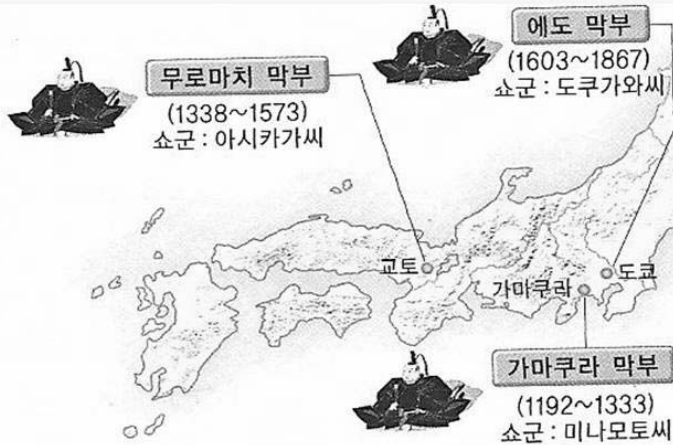 에도 막부
(1603~1867)
쇼군 : 도쿠가와씨
무로마치 막부
(1338~1573)
쇼군 : 아시카가씨
교토
도쿄
가마쿠라
가마쿠라 막부
(1192~1333)
쇼군 : 미나모토씨